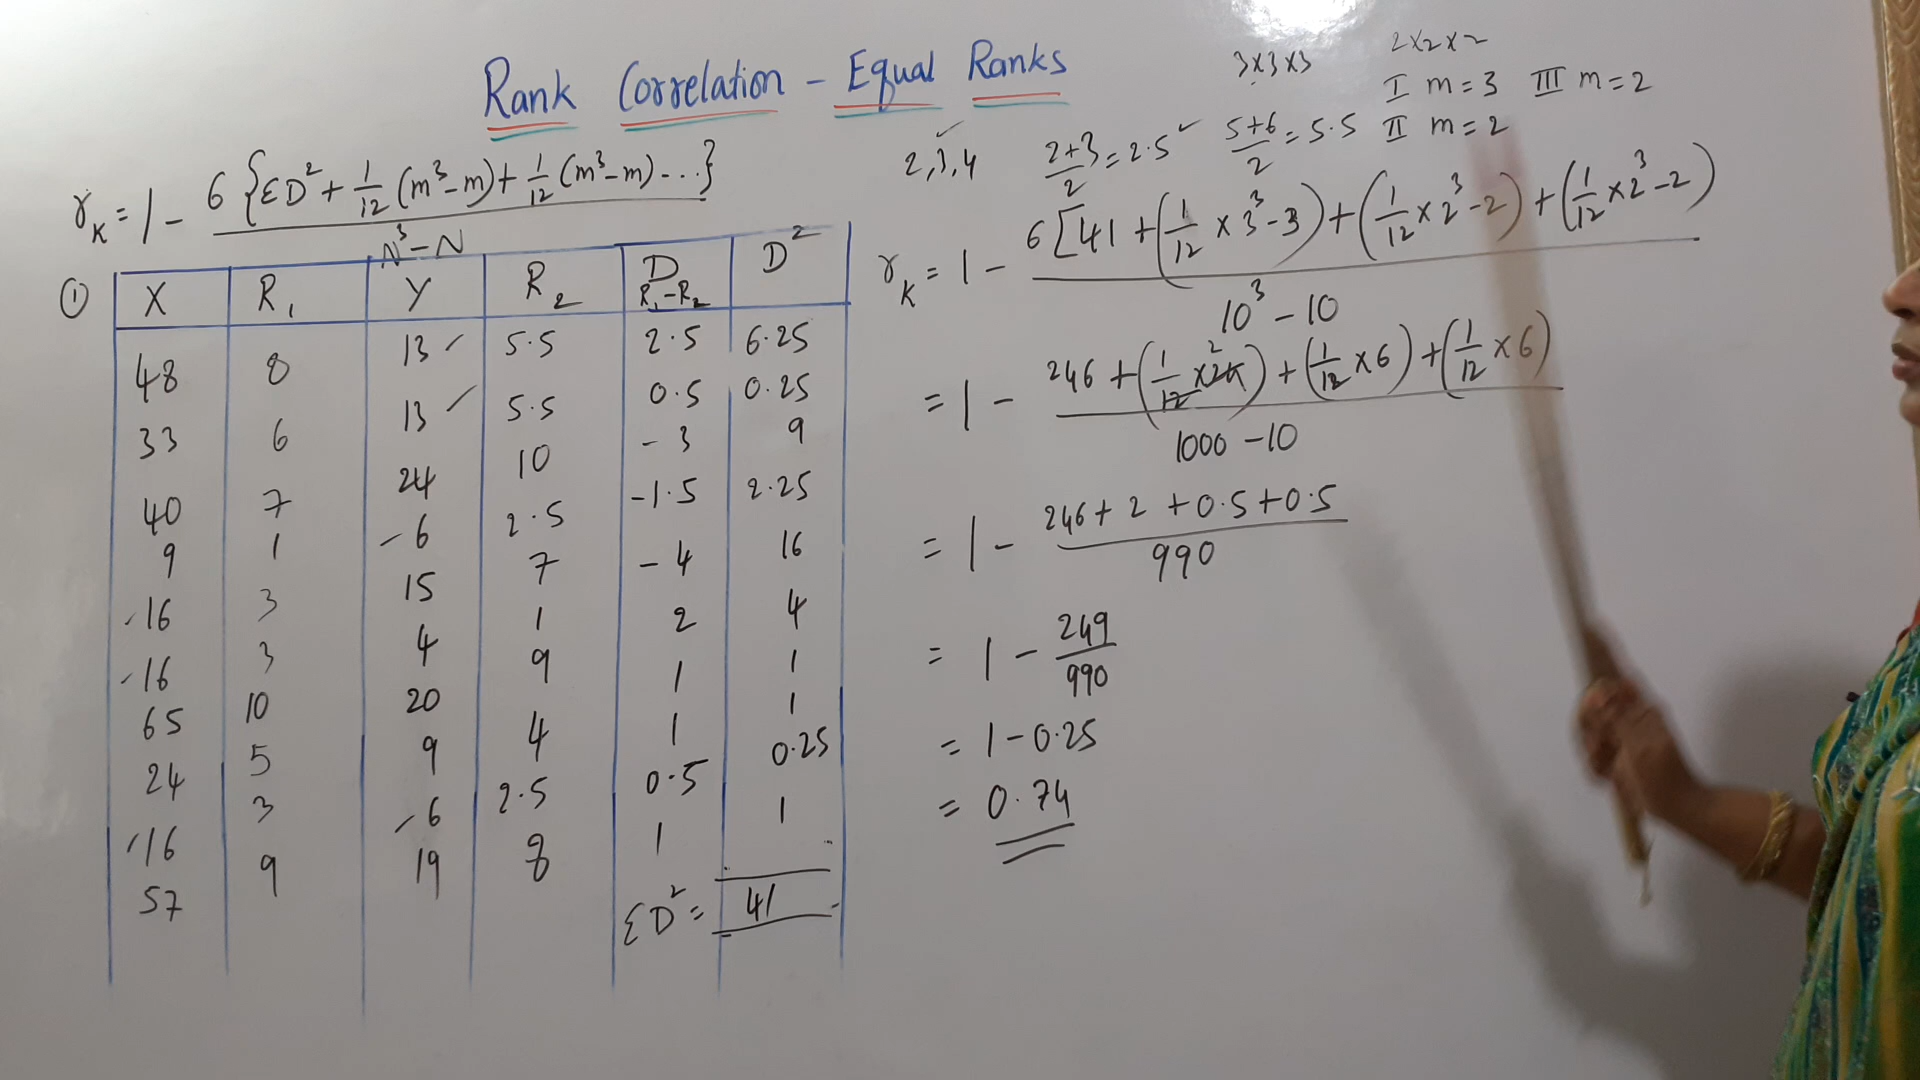 Rank Correlation - Equal Ranks
3x3x3 2x2x2
I m = 3 III m = 2
2,3,4 2+3/2 = 2.5 5+6/2 = 5.5 II m = 2
r_K = 1 - 6 {ΣD² + 1/12 (m³-m) + 1/12 (m³-m) ...} / N³-N
① X R₁ Y R₂ D R₁-R₂ D²
48 8 13 5.5 2.5 6.25
33 6 13 5.5 0.5 0.25
40 7 24 10 -3 9
9 1 6 2.5 -1.5 2.25
16 3 15 7 -4 16
16 3 4 1 2 4
65 10 20 9 1 1
24 5 9 4 1 1
16 3 6 2.5 0.5 0.25
57 9 19 8 1 1
ΣD² = 41
r_K = 1 - 6 [41 + (1/12 x 3³-3) + (1/12 x 2³-2) + (1/12 x 2³-2) / 10³ - 10
= 1 - 246 + (1/12 x 24 2) + (1/12 x 6) + (1/12 x 6) / 1000 - 10
= 1 - 246 + 2 + 0.5 + 0.5 / 990
= 1 - 249/990
= 1 - 0.25
= 0.74